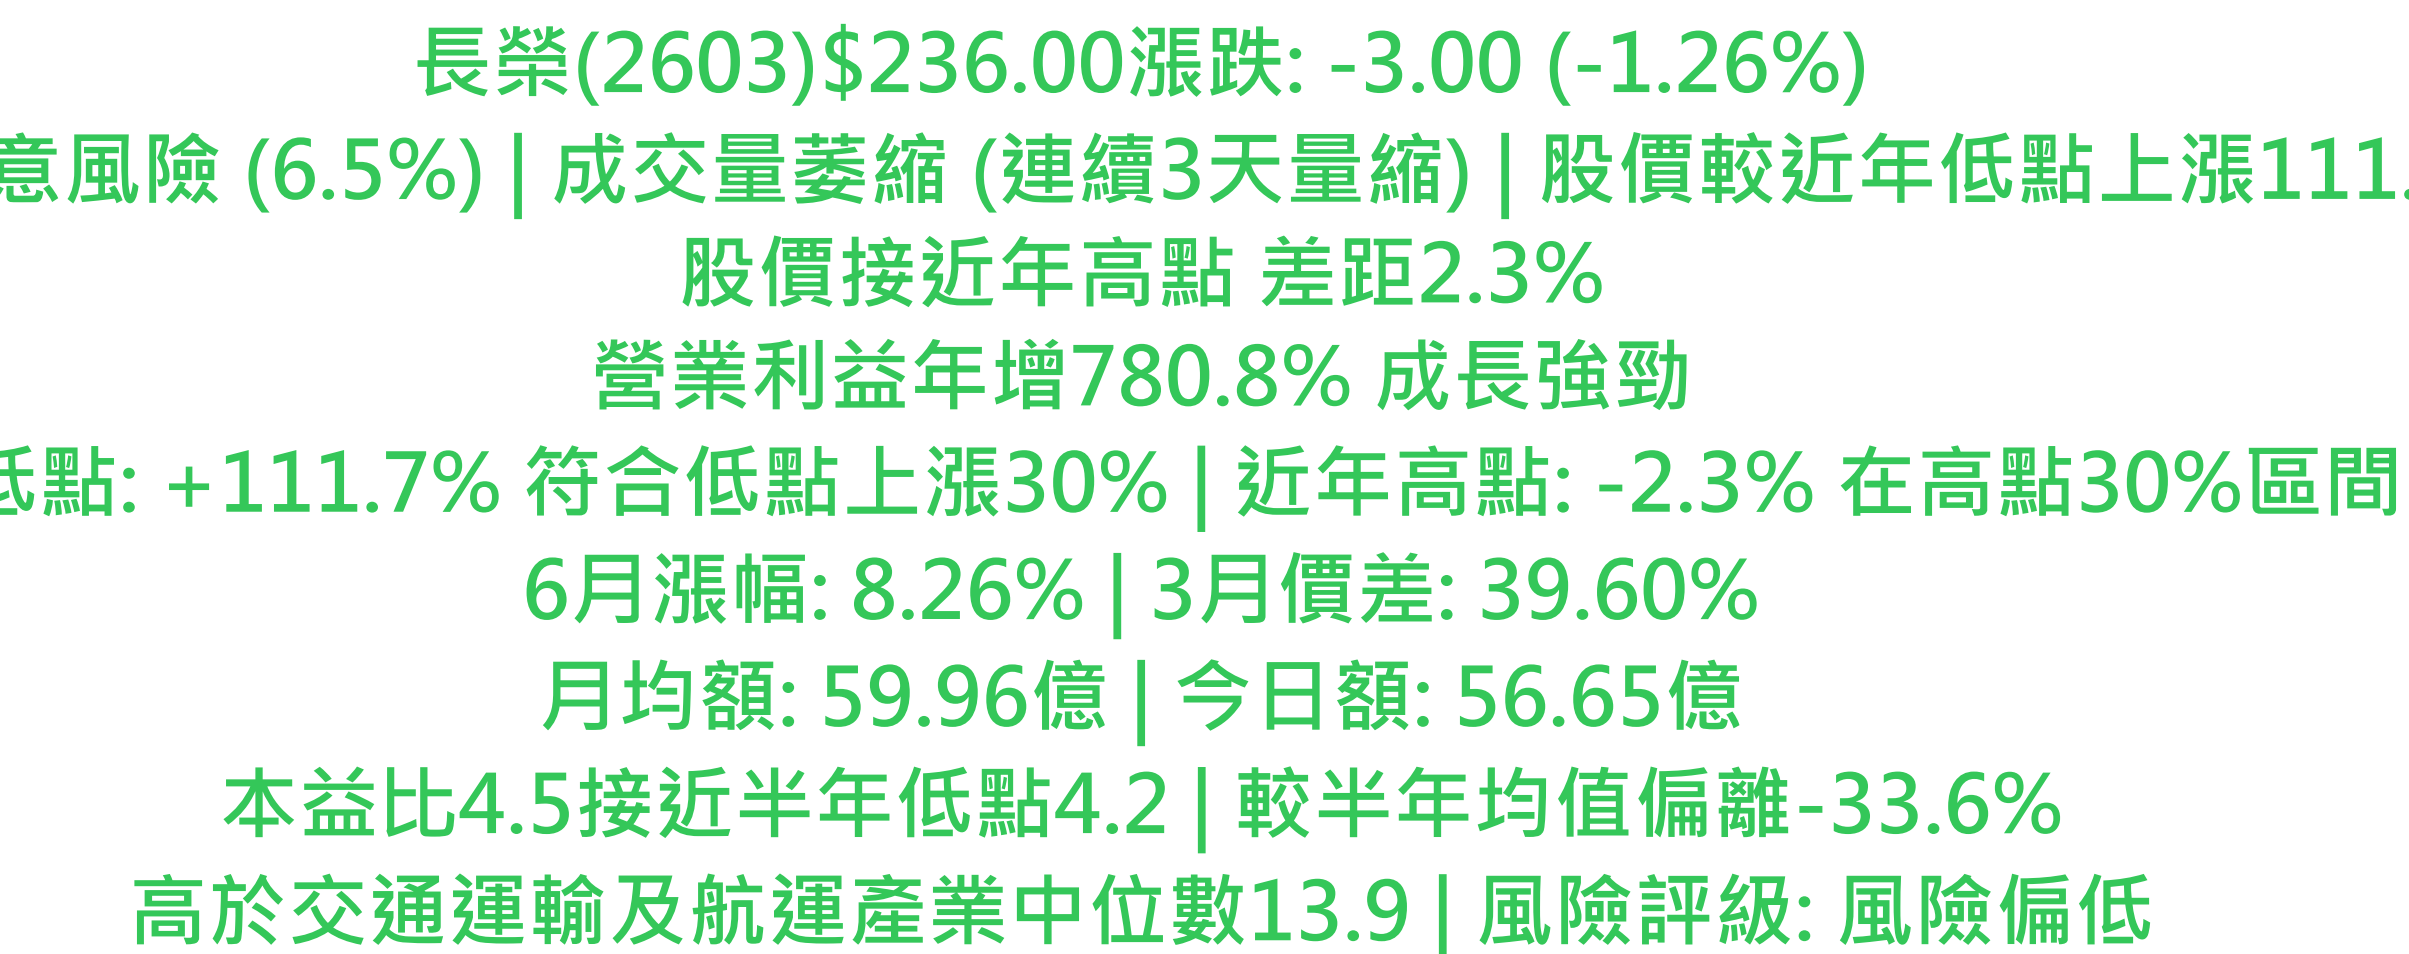 長榮(2603)$236.00漲跌: -3.00 (-1.26%)
意風險 (6.5%) | 成交量萎縮 (連續3天量縮) | 股價較近年低點上漲111.
股價接近年高點 差距2.3%
營業利益年增780.8% 成長強勁
低點: +111.7% 符合低點上漲30% | 近年高點: -2.3% 在高點30%區間
6月漲幅: 8.26% | 3月價差: 39.60%
月均額: 59.96億 | 今日額: 56.65億
本益比4.5接近半年低點4.2 | 較半年均值偏離-33.6%
高於交通運輸及航運產業中位數13.9 | 風險評級: 風險偏低